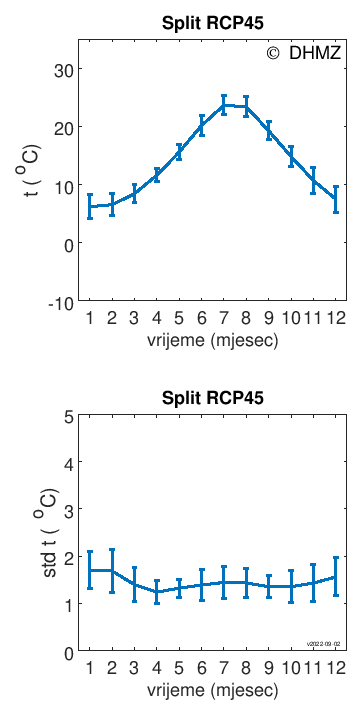 Split RCP45
© DHMZ
30
20
10
0
-10
t ( °C)
1 2 3 4 5 6 7 8 9 10 11 12
vrijeme (mjesec)
Split RCP45
5
4
3
2
1
0
std t ( °C)
v2022-09-02
1 2 3 4 5 6 7 8 9 10 11 12
vrijeme (mjesec)